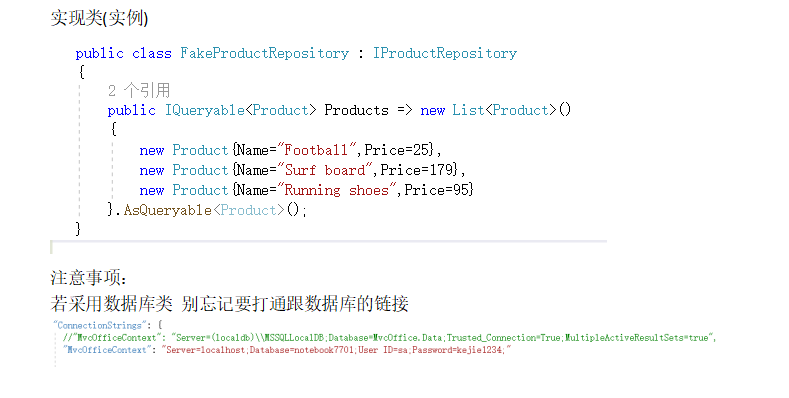 实现类(实例)
public class FakeProductRepository : IProductRepository
{
2 个引用
public IQueryable<Product> Products => new List<Product>()
{
new Product{Name="Football",Price=25},
new Product{Name="Surf board",Price=179},
new Product{Name="Running shoes",Price=95}
}.AsQueryable<Product>();
}
注意事项:
若采用数据库类 别忘记要打通跟数据库的链接
"ConnectionStrings": {
//"MvcOfficeContext": "Server=(localdb)\\MSSQLLocalDB;Database=MvcOffice.Data;Trusted_Connection=True;MultipleActiveResultSets=true",
"MvcOfficeContext": "Server=localhost;Database=notebook7701;User ID=sa;Password=kejie1234;"